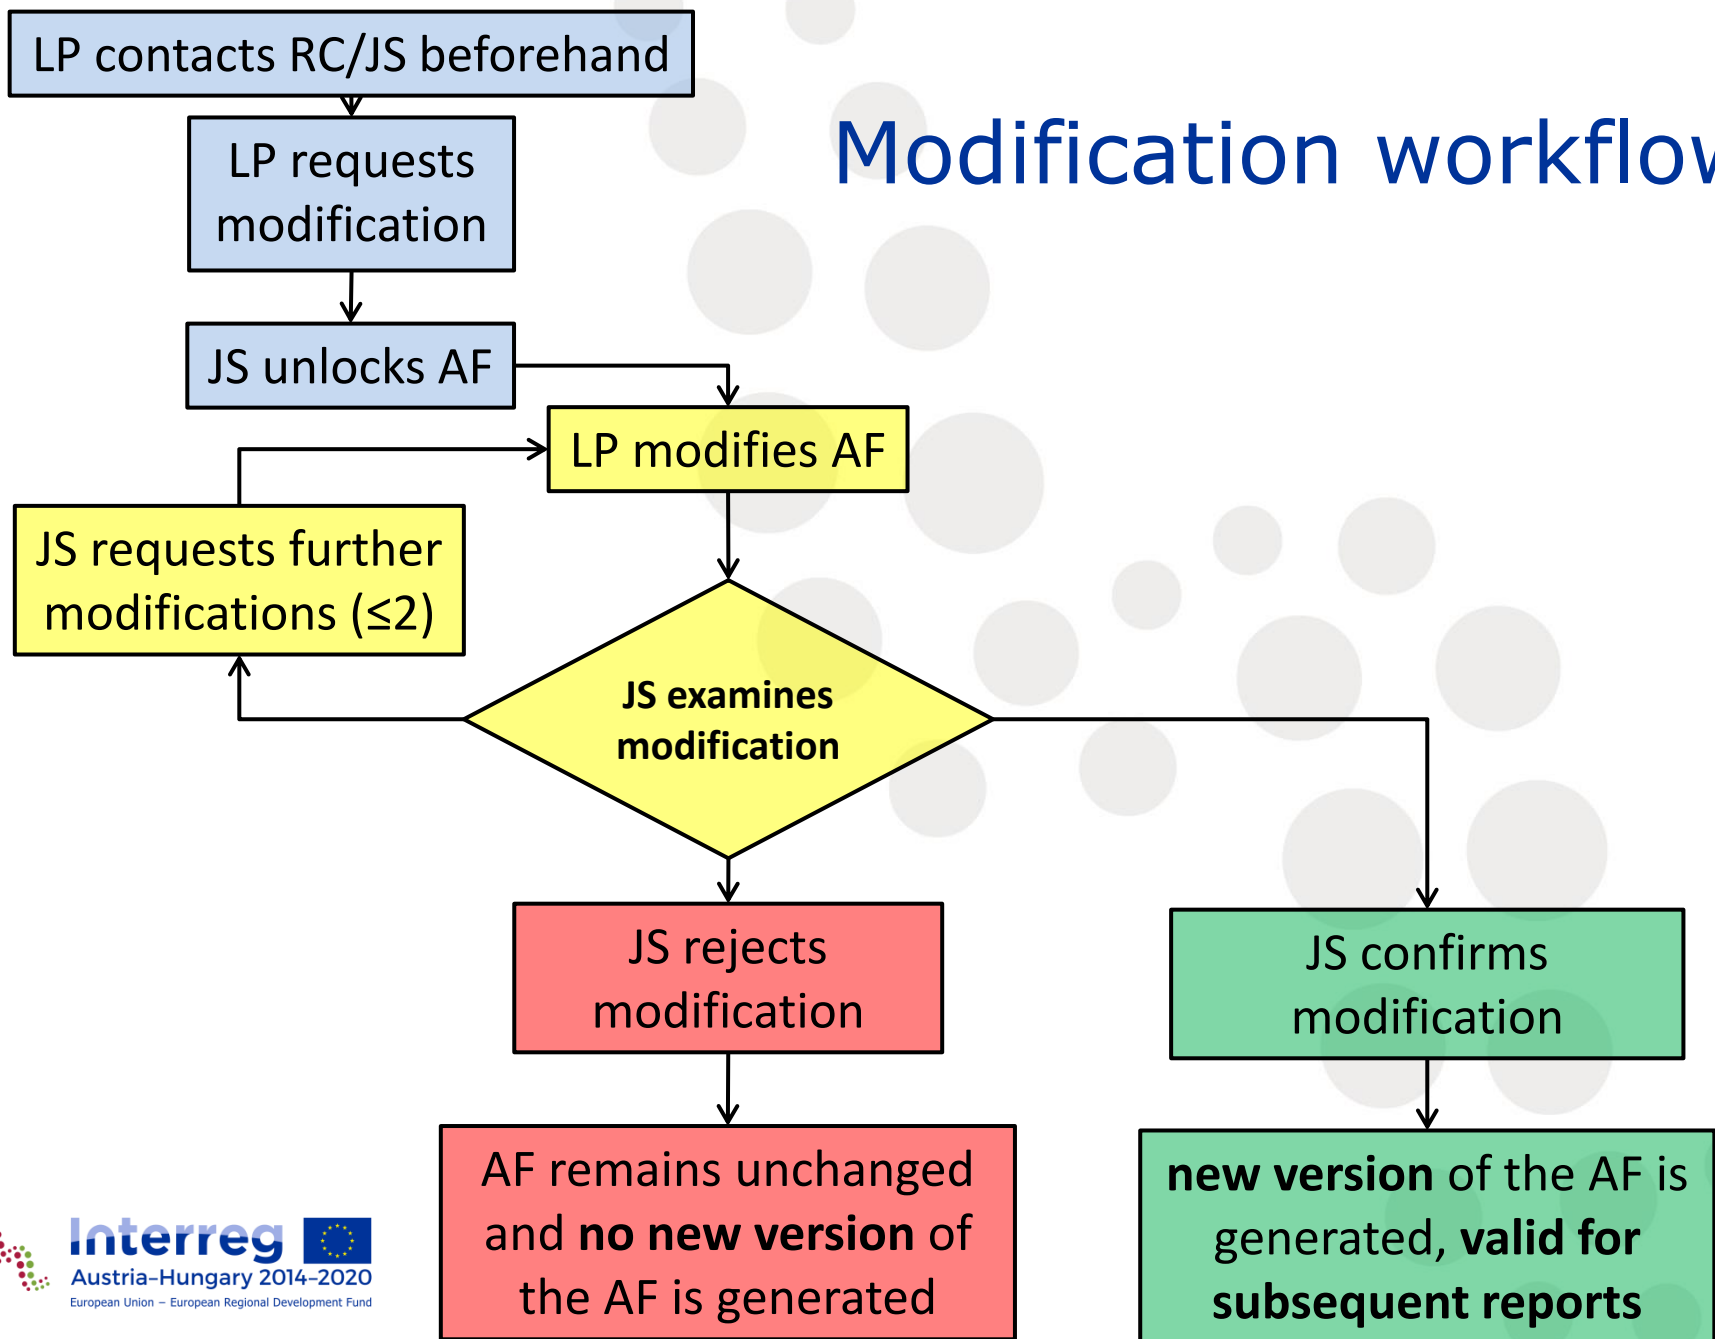 LP contacts RC/JS beforehand
Modification workflow
LP requests
modification
JS unlocks AF
LP modifies AF
JS requests further
modifications (≤2)
JS examines
modification
JS rejects
modification
JS confirms
modification
AF remains unchanged
and no new version of
the AF is generated
new version of the AF is
generated, valid for
subsequent reports
Interreg
Austria-Hungary 2014-2020
European Union – European Regional Development Fund